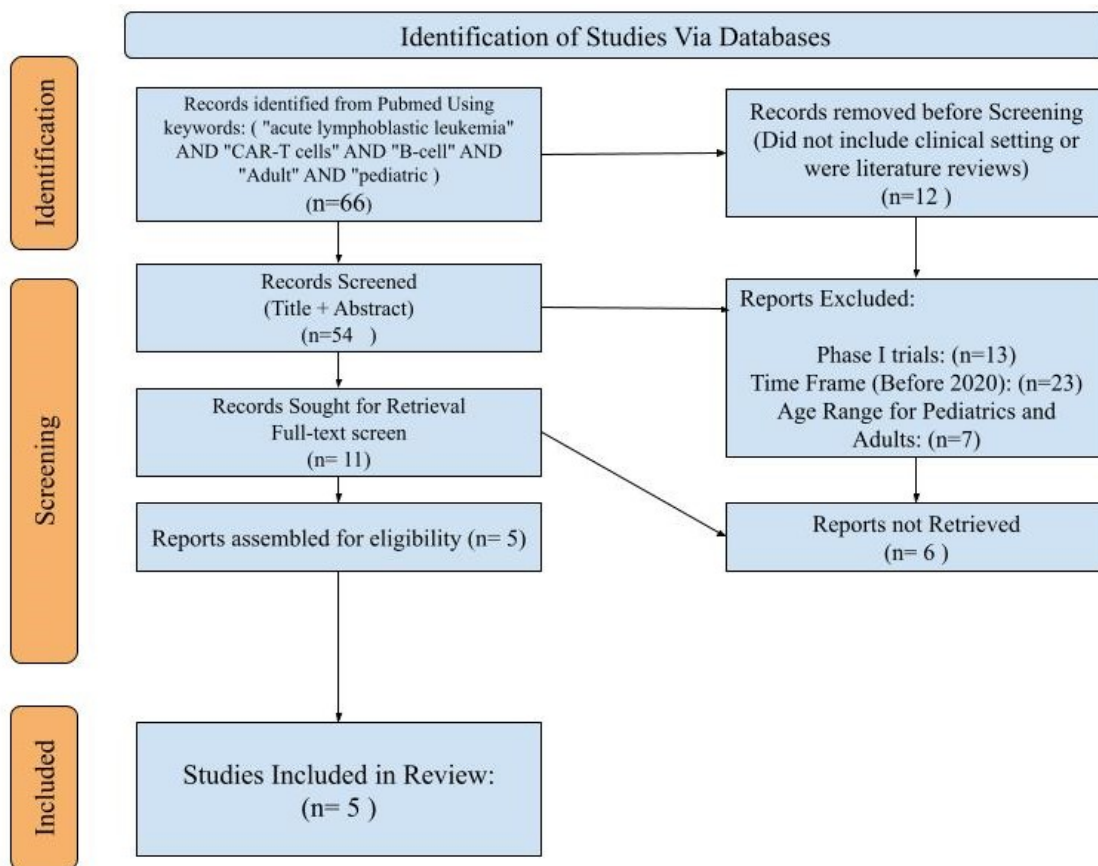 Identification of Studies Via Databases
Identification
Records identified from Pubmed Using
keywords: ( "acute lymphoblastic leukemia"
AND "CAR-T cells" AND "B-cell" AND
"Adult" AND "pediatric )
(n=66)
Records removed before Screening
(Did not include clinical setting or
were literature reviews)
(n=12 )
Screening
Records Screened
(Title + Abstract)
(n=54 )
Reports Excluded:
Phase I trials: (n=13)
Time Frame (Before 2020): (n=23)
Age Range for Pediatrics and
Adults: (n=7)
Records Sought for Retrieval
Full-text screen
(n= 11)
Reports assembled for eligibility (n= 5)
Reports not Retrieved
(n= 6 )
Included
Studies Included in Review:
(n= 5 )